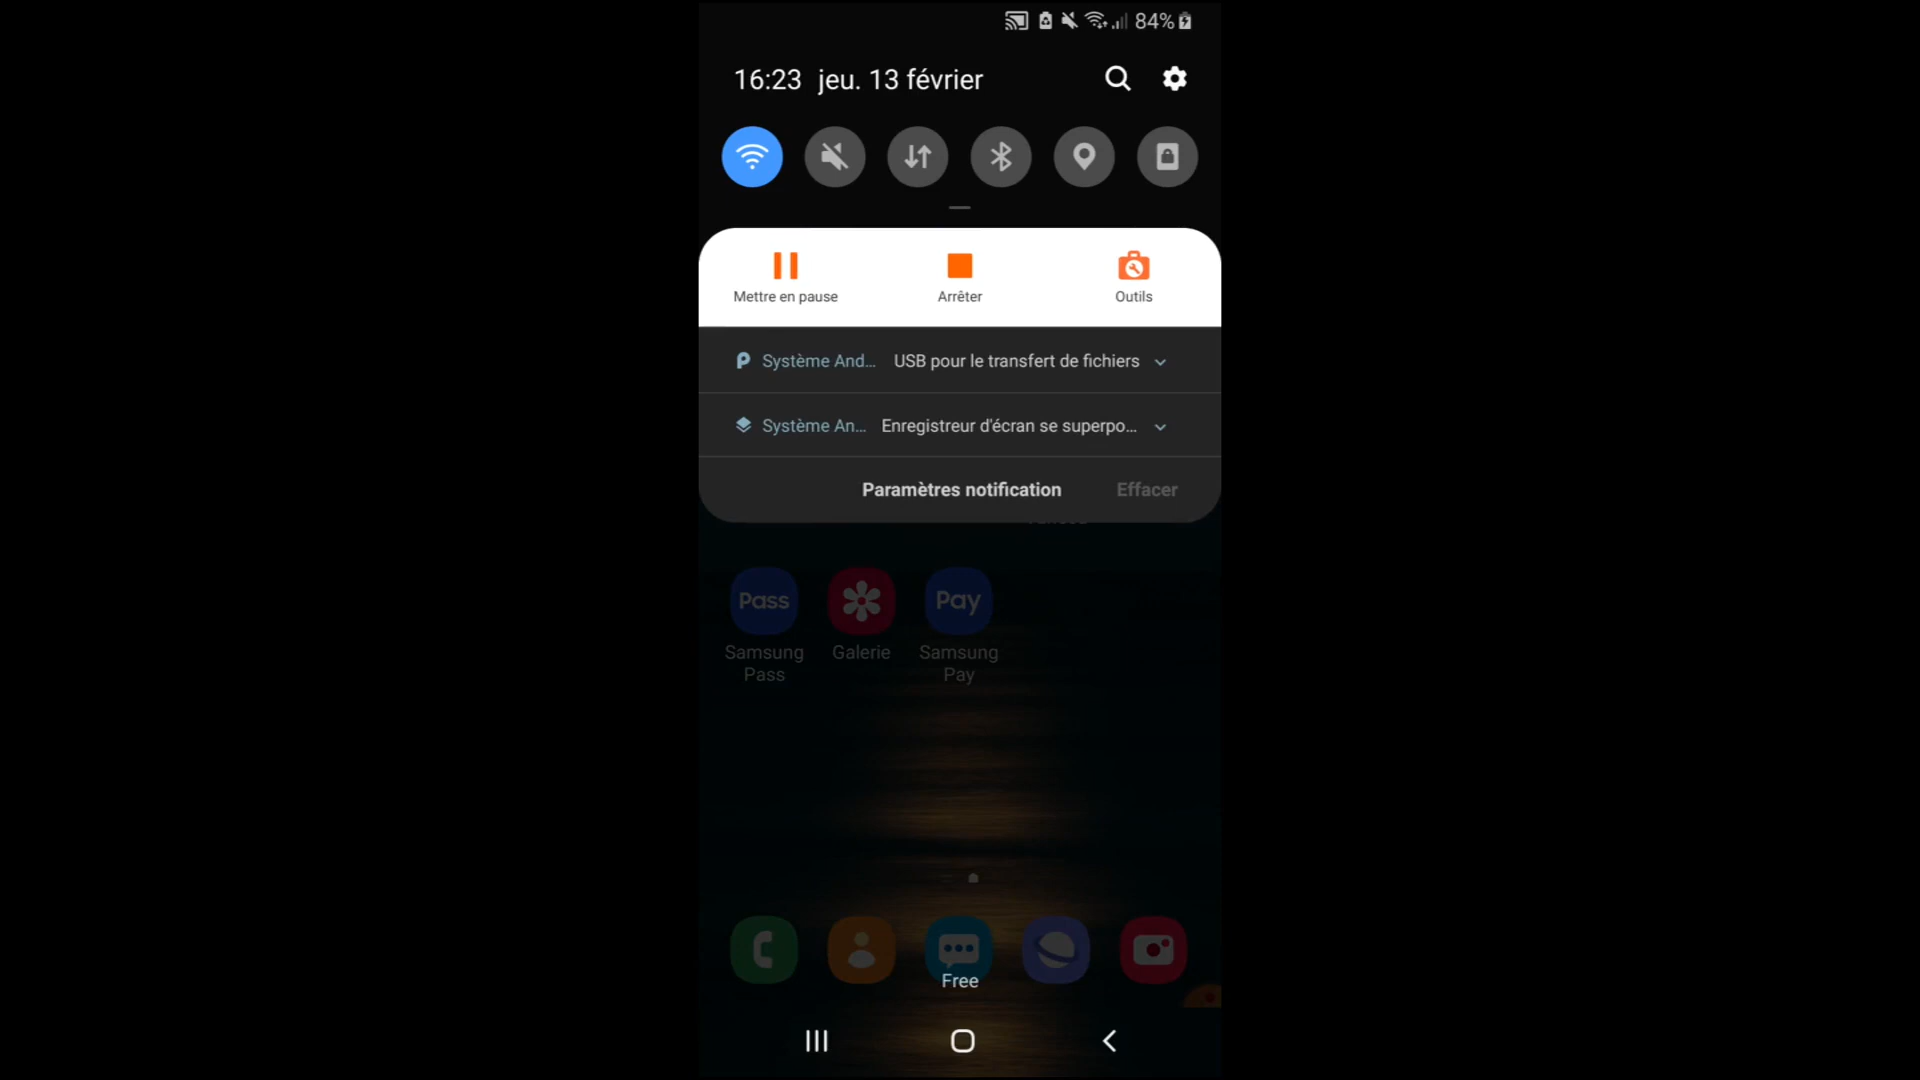 84%
16:23 jeu. 13 février
Mettre en pause Arrêter Outils
Système And... USB pour le transfert de fichiers
Système An... Enregistreur d'écran se superpo...
Paramètres notification Effacer
Pass Pay
Samsung Galerie Samsung
Pass Pay
Free